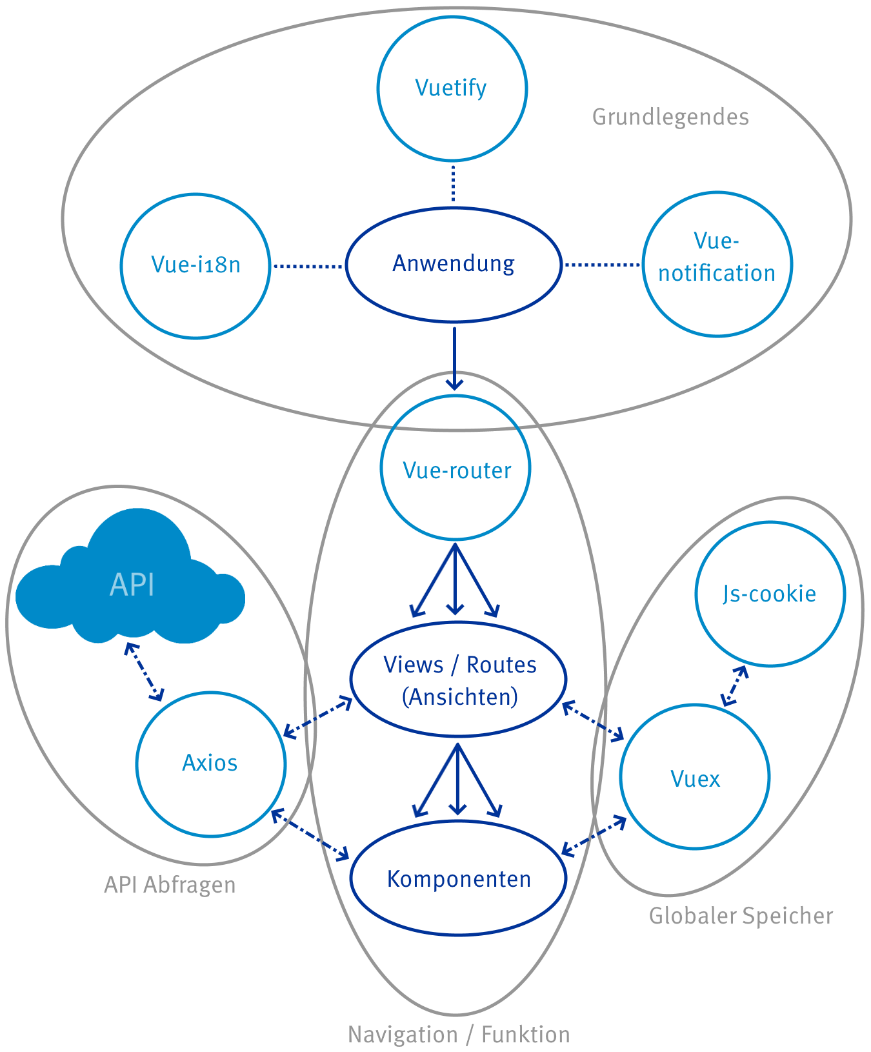 Vuetify
Grundlegendes
Vue-i18n
Anwendung
Vue-
notification
Vue-router
API
Js-cookie
Views / Routes
(Ansichten)
Axios
Vuex
Komponenten
API Abfragen
Globaler Speicher
Navigation / Funktion